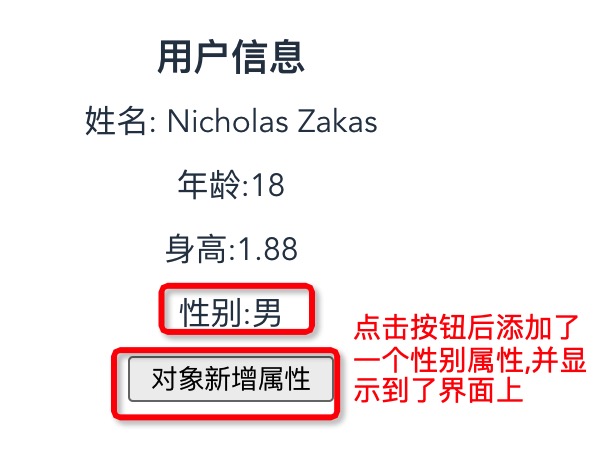 用户信息
姓名: Nicholas Zakas
年龄:18
身高:1.88
性别:男
对象新增属性
点击按钮后添加了
一个性别属性,并显
示到了界面上